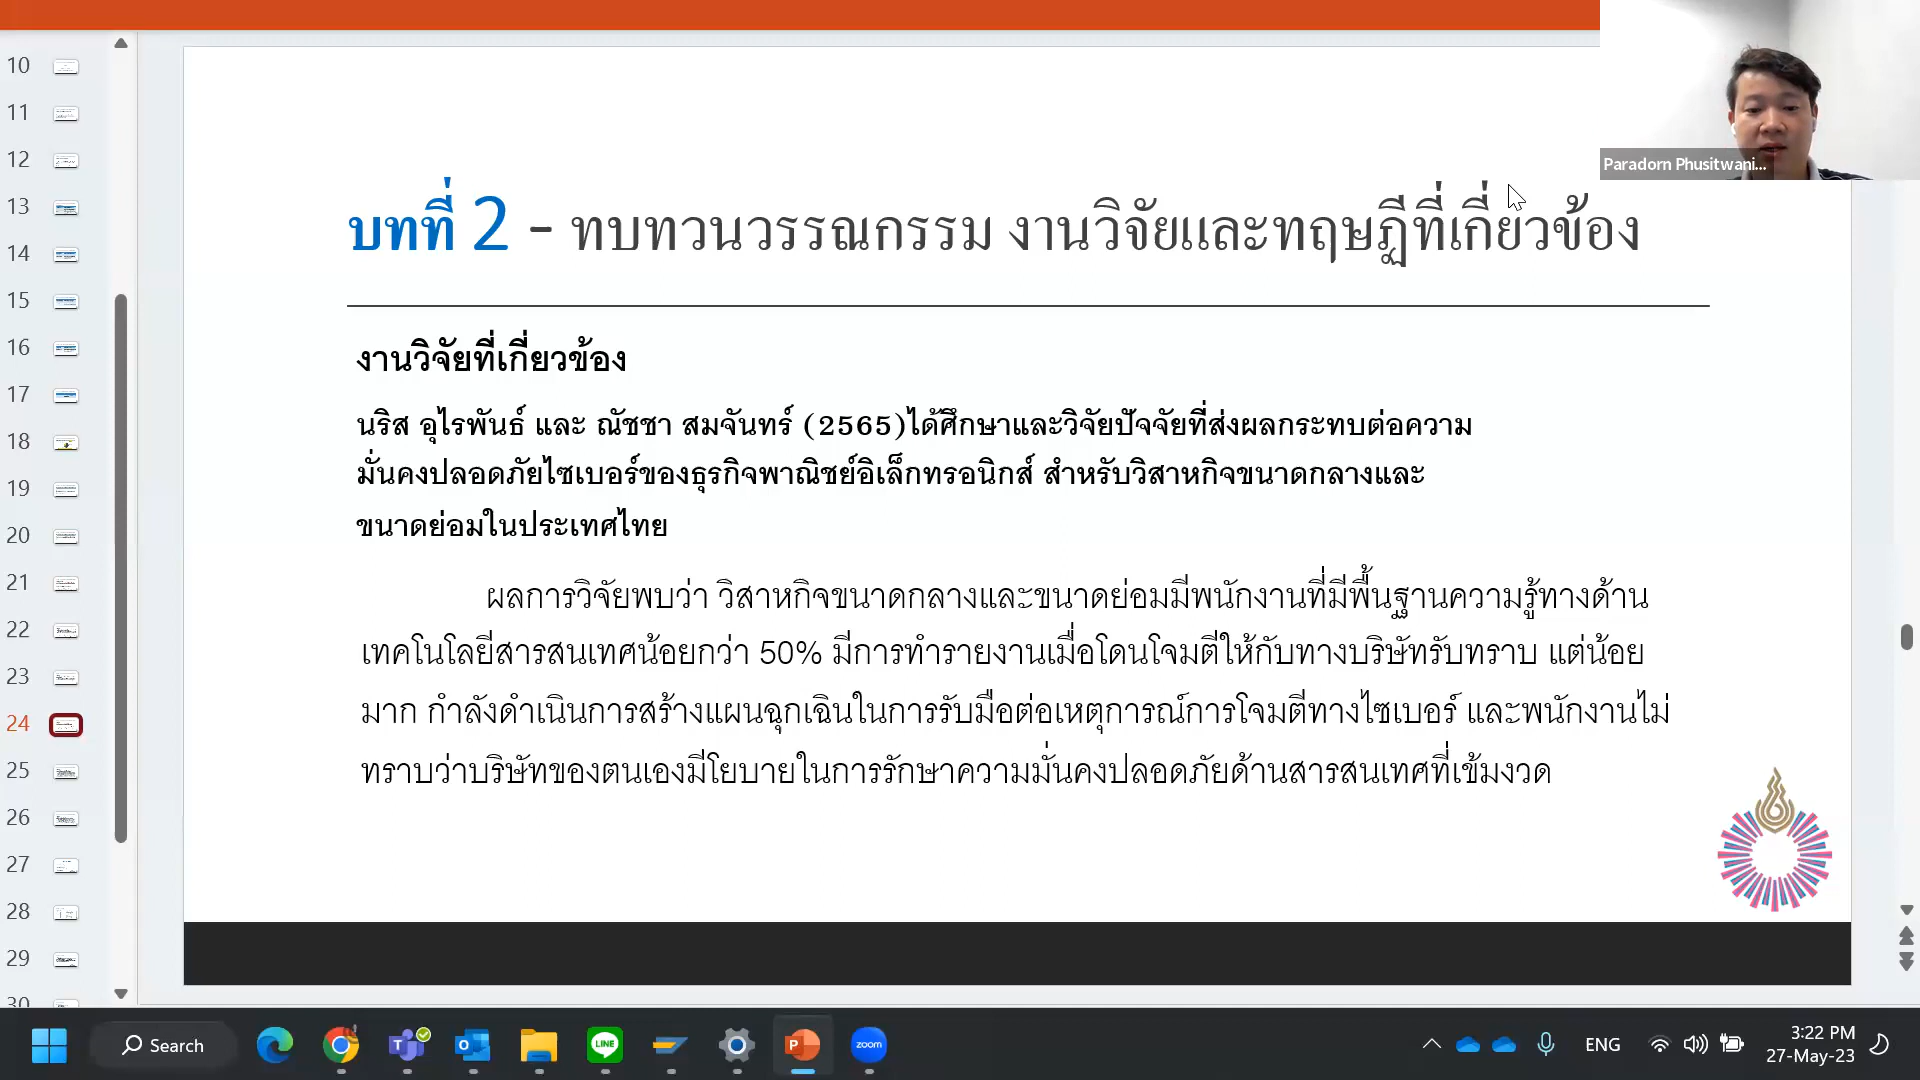 10
11
12
13
14
15
16
17
18
19
20
21
22
23
24
25
26
27
28
29
30
Paradorn Phusitwani...
บทที่ 2 - ทบทวนวรรณกรรม งานวิจัยและทฤษฎีที่เกี่ยวข้อง
งานวิจัยที่เกี่ยวข้อง
นริส อุไรพันธ์ และ ณัชชา สมจันทร์ (2565)ได้ศึกษาและวิจัยปัจจัยที่ส่งผลกระทบต่อความ
มั่นคงปลอดภัยไซเบอร์ของธุรกิจพาณิชย์อิเล็กทรอนิกส์ สำหรับวิสาหกิจขนาดกลางและ
ขนาดย่อมในประเทศไทย
ผลการวิจัยพบว่า วิสาหกิจขนาดกลางและขนาดย่อมมีพนักงานที่มีพื้นฐานความรู้ทางด้าน
เทคโนโลยีสารสนเทศน้อยกว่า 50% มีการทำรายงานเมื่อโดนโจมตีให้กับทางบริษัทรับทราบ แต่น้อย
มาก กำลังดำเนินการสร้างแผนฉุกเฉินในการรับมือต่อเหตุการณ์การโจมตีทางไซเบอร์ และพนักงานไม่
ทราบว่าบริษัทของตนเองมีโยบายในการรักษาความมั่นคงปลอดภัยด้านสารสนเทศที่เข้มงวด
Search
LINE
zoom
ENG
3:22 PM
27-May-23